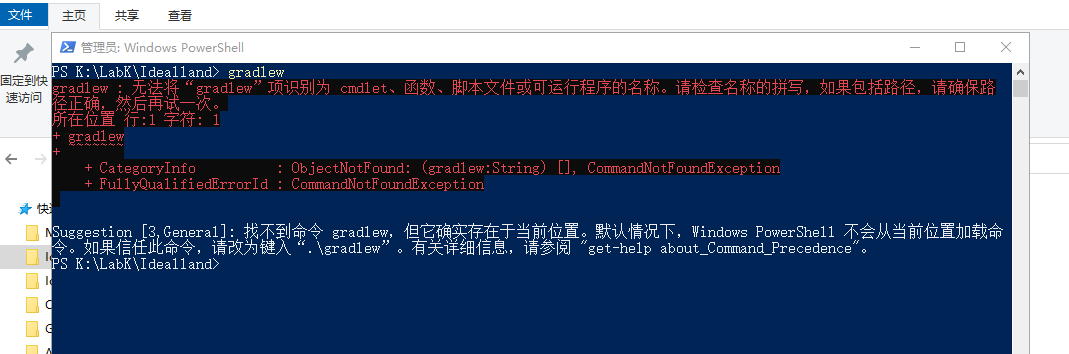 文件
主页
共享
查看
管理员: Windows PowerShell
固定到快
速访问
PS K:\LabK\Idealland> gradlew
gradlew : 无法将“gradlew”项识别为 cmdlet、函数、脚本文件或可运行程序的名称。请检查名称的拼写，如果包括路径，请确保路
径正确，然后再试一次。
所在位置 行:1 字符: 1
+ gradlew
+ ~~~~~~~
+ CategoryInfo          : ObjectNotFound: (gradlew:String) [], CommandNotFoundException
+ FullyQualifiedErrorId : CommandNotFoundException
Suggestion [3,General]: 找不到命令 gradlew，但它确实存在于当前位置。默认情况下，Windows PowerShell 不会从当前位置加载命
令。如果信任此命令，请改为键入“.\gradlew”。有关详细信息，请参阅 "get-help about_Command_Precedence"。
PS K:\LabK\Idealland>